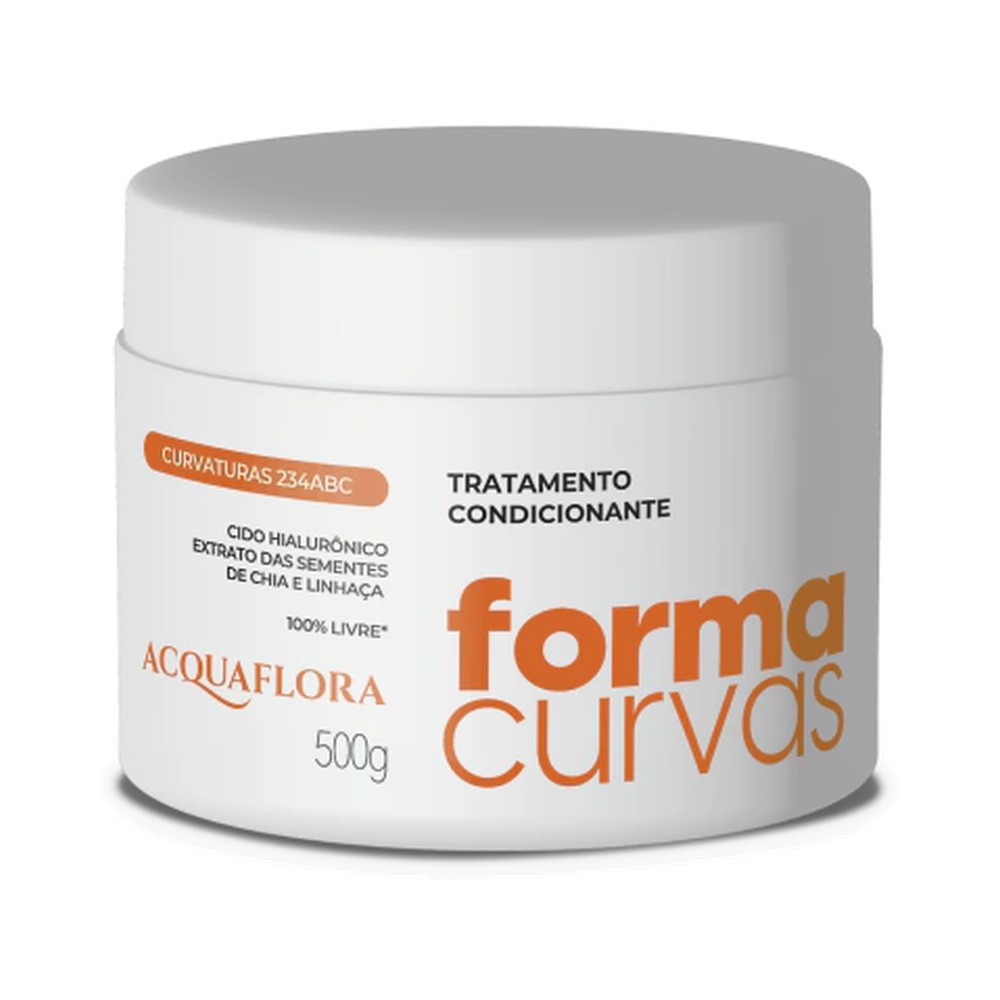 CURVATURAS 234ABC
CIDO HIALURÔNICO
EXTRATO DAS SEMENTES
DE CHIA E LINHAÇA
100% LIVRE*
ACQUAFLORA
500g
TRATAMENTO
CONDICIONANTE
forma
curvas